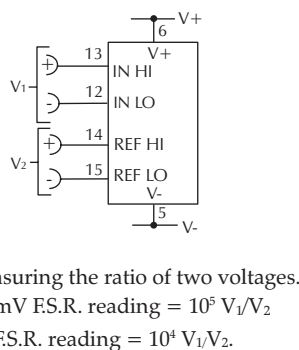 V+
6
V+
13
+
IN HI
V1
12
-
IN LO
14
+
REF HI
V2
15
-
REF LO
V-
5
V-
nsuring the ratio of two voltages.
mV F.S.R. reading = 10⁵ V₁/V₂
F.S.R. reading = 10⁴ V₁/V₂.